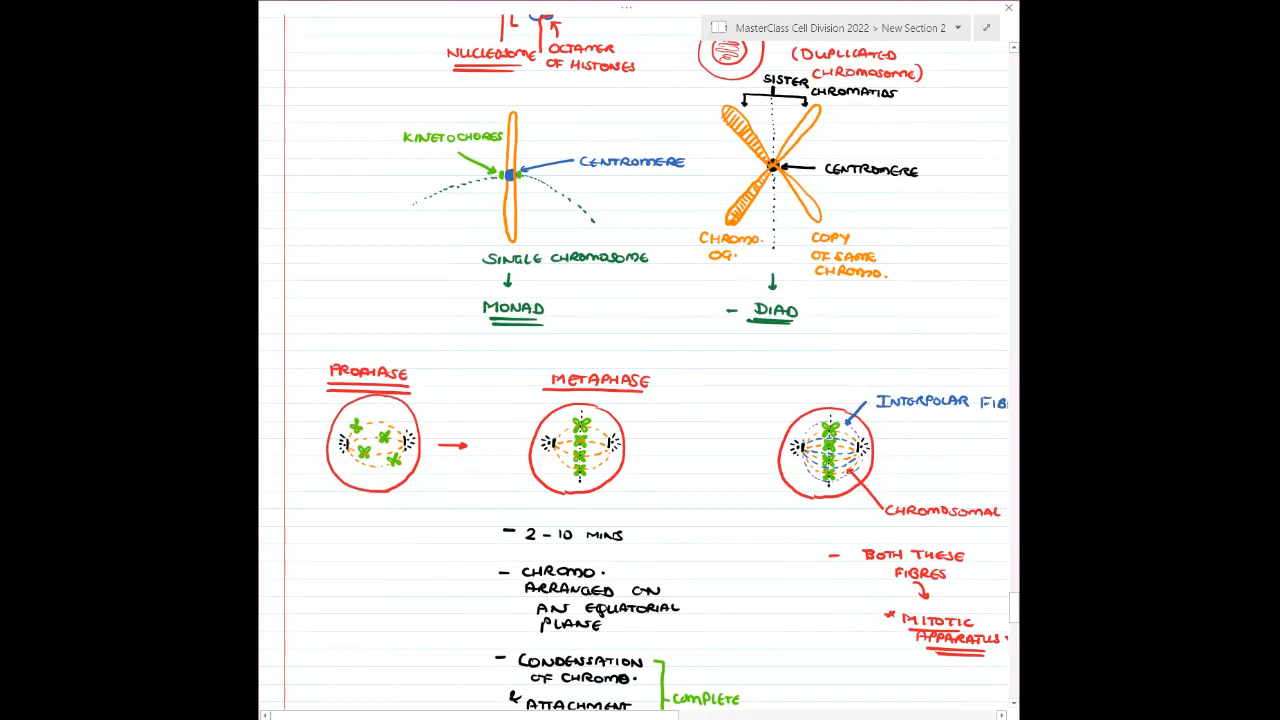 MasterClass Cell Division 2022 > New Section 2
NUCLEOSOME
OCTAMER
OF HISTONES
(DUPLICATED
CHROMOSOME)
SISTER
CHROMATIDS
KINETOCHORES
CENTROMERE
CENTROMERE
CHROMO.
OG.
COPY
OF SAME
CHROMO.
SINGLE CHROMOSOME
MONAD
- DIAD
PROPHASE
METAPHASE
INTERPOLAR FIB
CHROMOSOMAL
- 2-10 MINS
- CHROMO.
ARRANGED ON
AN EQUATORIAL
PLANE
- CONDENSATION
OF CHROMO.
& ATTACHMENT
COMPLETE
- BOTH THESE
FIBRES
* MITOTIC
APPARATUS.